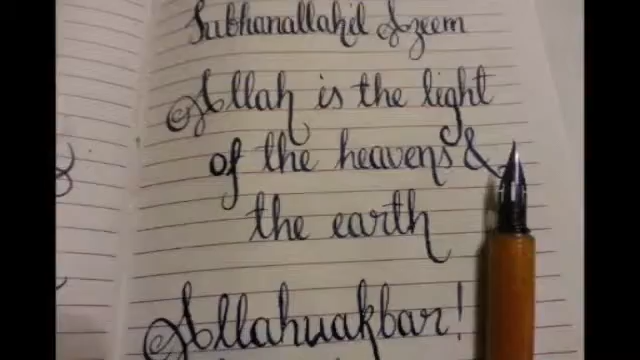 Subhanallahil Azeem
Allah is the light
of the heavens &
the earth
Allahuakbar!